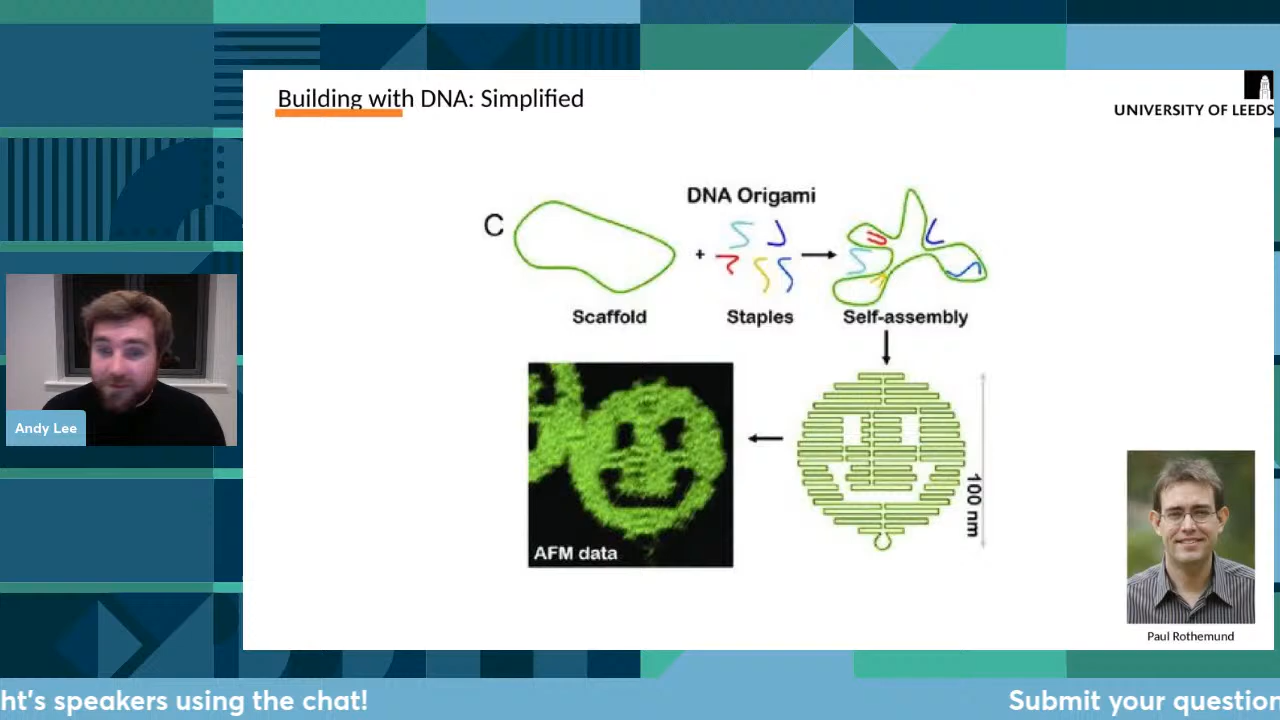 Building with DNA: Simplified
UNIVERSITY OF LEEDS
DNA Origami
C
+
Scaffold
Staples
Self-assembly
100 nm
AFM data
Andy Lee
Paul Rothemund
ht's speakers using the chat!
Submit your question